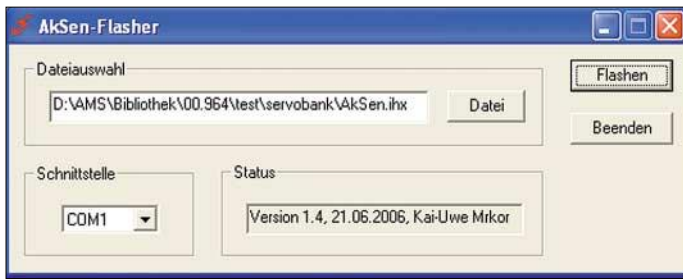 AkSen-Flasher
Dateiauswahl
D:\AMS\Bibliothek\00.964\test\servobank\AkSen.ihx
Datei
Flashen
Beenden
Schnittstelle
COM1
Status
Version 1.4, 21.06.2006, Kai-Uwe Mrkor